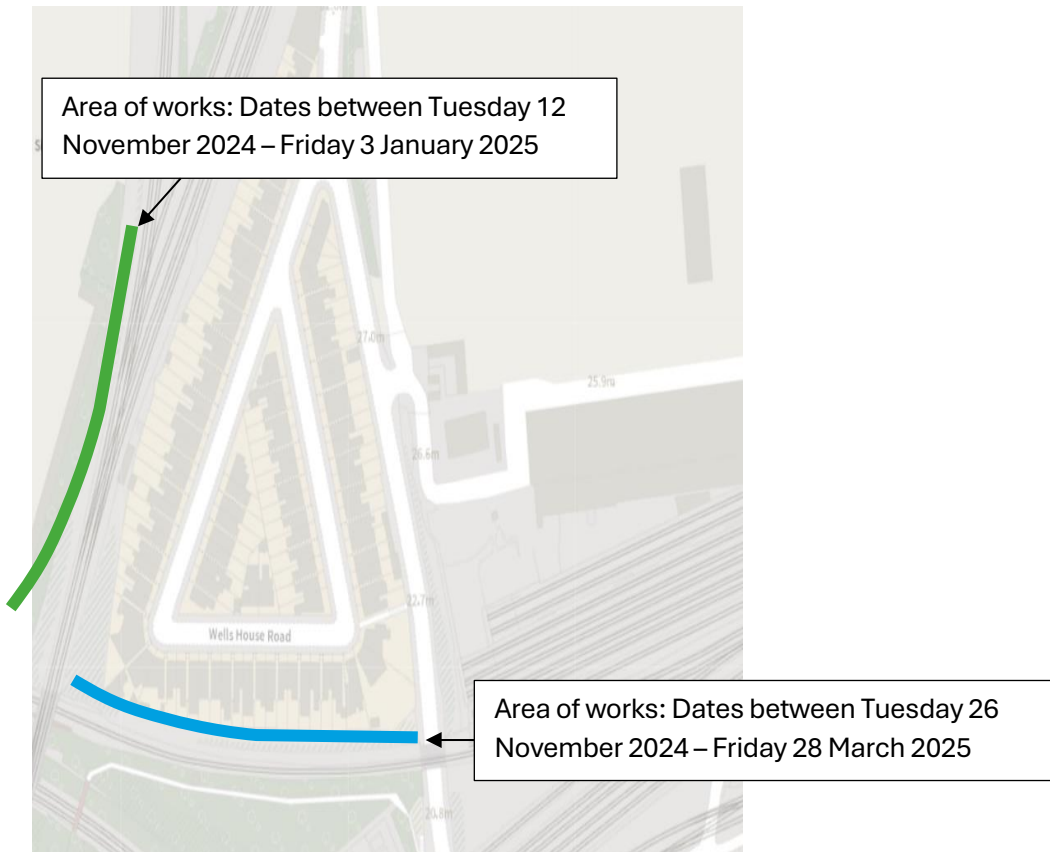 Area of works: Dates between Tuesday 12
November 2024 – Friday 3 January 2025
27.0m
25.9m
26.6m
22.7m
Wells House Road
Area of works: Dates between Tuesday 26
November 2024 – Friday 28 March 2025
20.8m